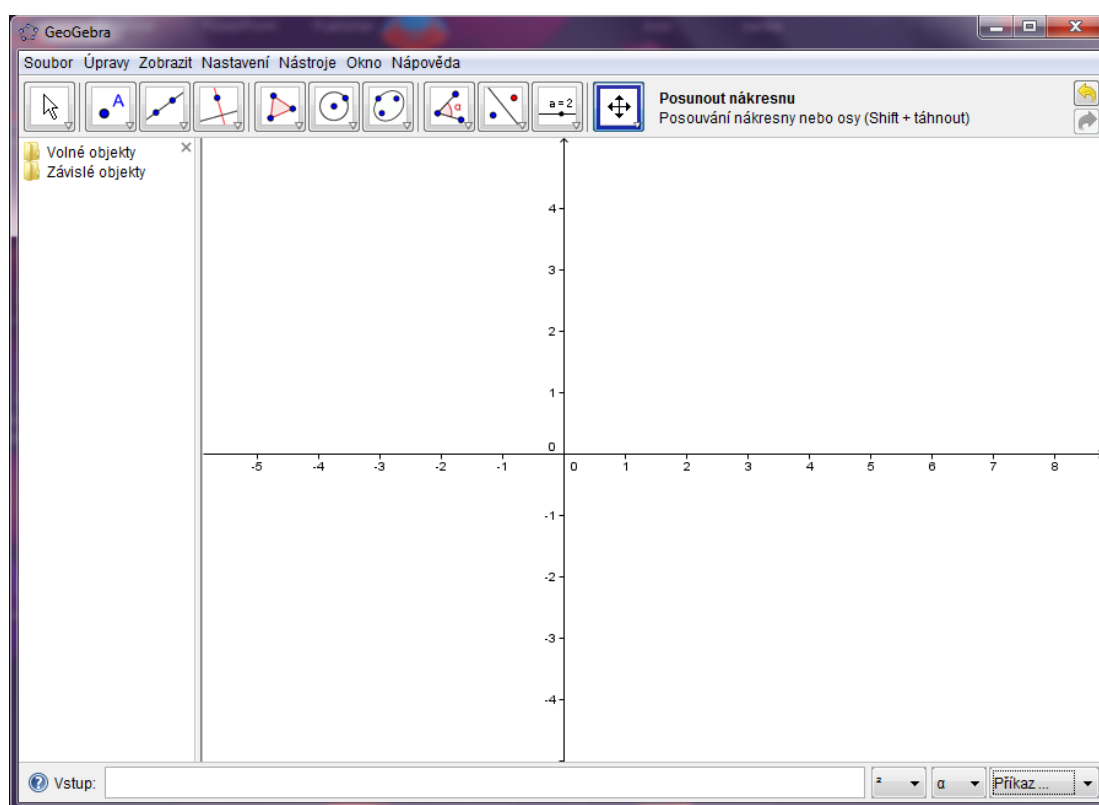 GeoGebra
Soubor Úpravy Zobrazit Nastavení Nástroje Okno Nápověda
A
α
a = 2
Posunout nákresnu
Posouvání nákresny nebo osy (Shift + táhnout)
Volné objekty
Závislé objekty
4
3
2
1
0
-5 -4 -3 -2 -1 0 1 2 3 4 5 6 7 8
-1
-2
-3
-4
Vstup:
²
α
Příkaz ...